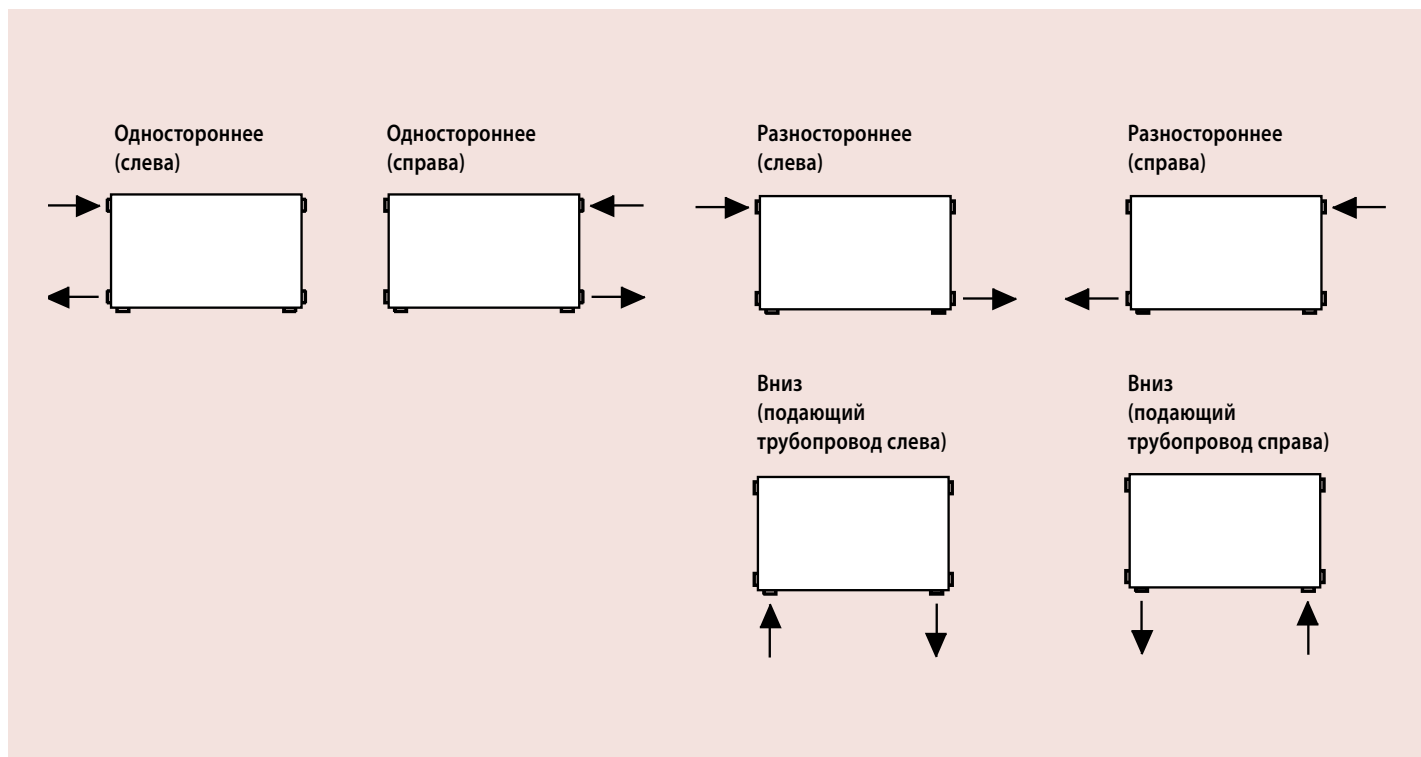 Одностороннее
(слева)
Одностороннее
(справа)
Разностороннее
(слева)
Разностороннее
(справа)
Вниз
(подающий
трубопровод слева)
Вниз
(подающий
трубопровод справа)